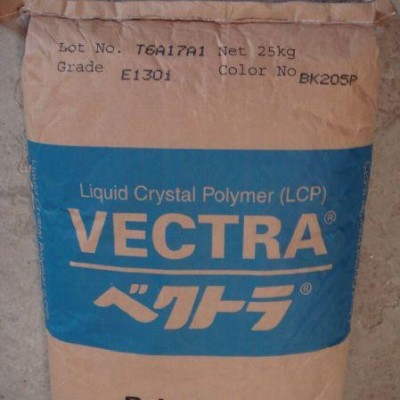 Lot No. T6A17A1 Net 25kg
Grade E130i Color No BK205P
Liquid Crystal Polymer (LCP)
VECTRA®
ベクトラ®